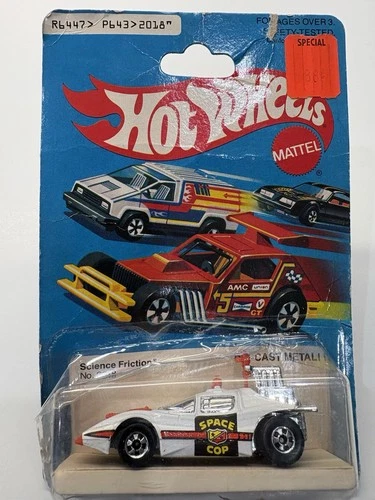 R6447> P643>2018"
FOR AGES OVER 3.
SAFETY-TESTED
SPECIAL
Hot Wheels
MATTEL
®
AMC
5
GT
Science Friction®
No.
CAST METAL!
SPACE
COP